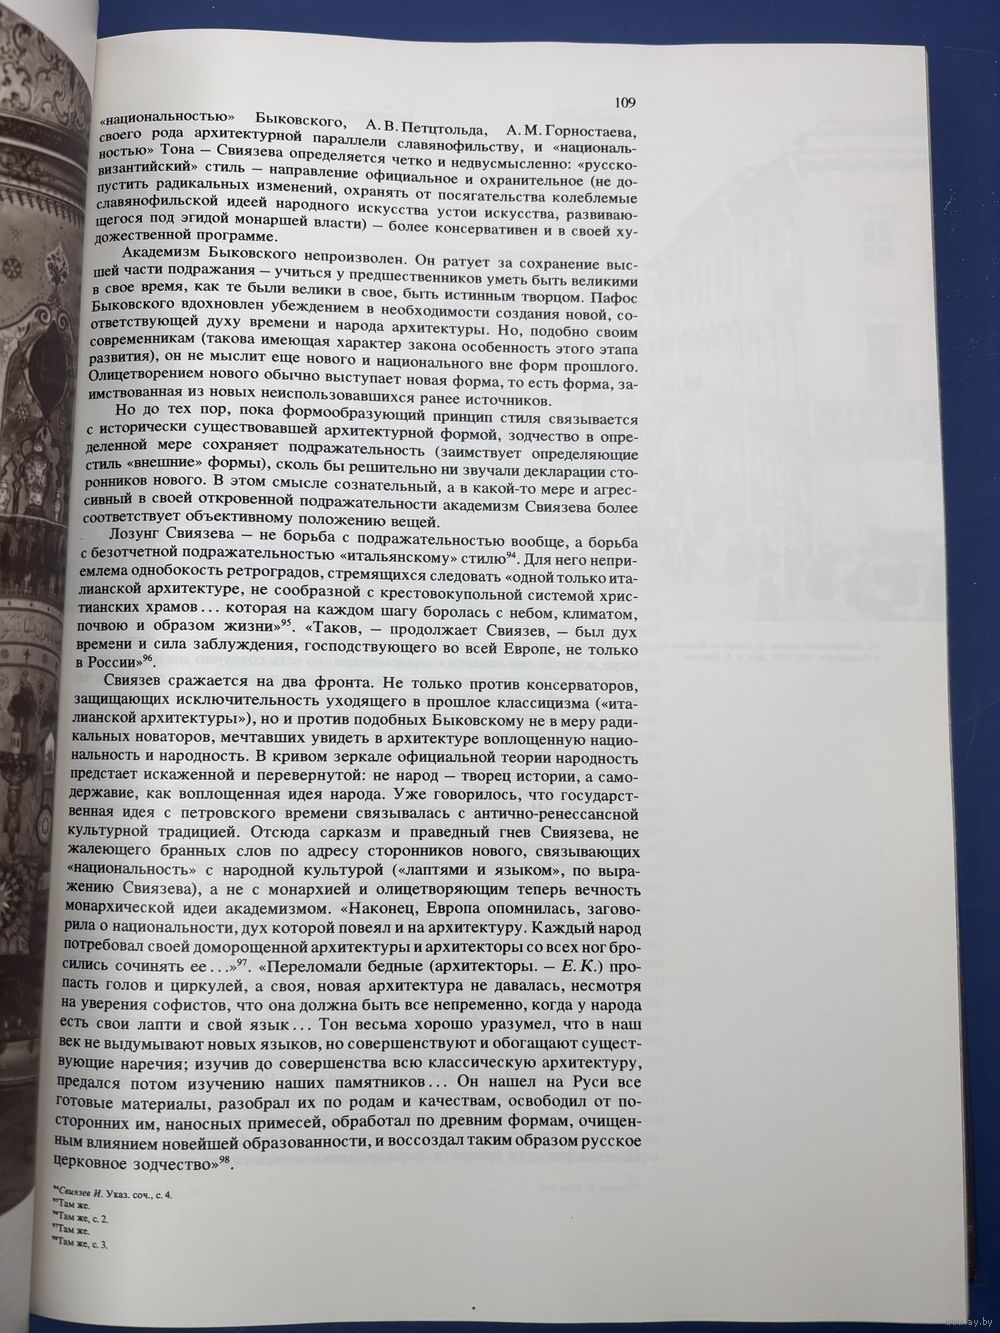 109
«национальностью» Быковского, А. В. Петцтольда, А. М. Горностаева,
своего рода архитектурной параллели славянофильству, и «националь-
ностью» Тона – Свиязева определяется четко и недвусмысленно: «русско-
византийский» стиль – направление официальное и охранительное (не до-
пустить радикальных изменений, охранять от посягательства колеблемые
славянофильской идеей народного искусства устои искусства, развиваю-
щегося под эгидой монаршей власти) – более консервативен и в своей ху-
дожественной программе.
Академизм Быковского непроизволен. Он ратует за сохранение выс-
шей части подражания – учиться у предшественников уметь быть великими
в свое время, как те были велики в свое, быть истинным творцом. Пафос
Быковского вдохновлен убеждением в необходимости создания новой, со-
ответствующей духу времени и народа архитектуры. Но, подобно своим
современникам (такова имеющая характер закона особенность этого этапа
развития), он не мыслит еще нового и национального вне форм прошлого.
Олицетворением нового обычно выступает новая форма, то есть форма, за-
имствованная из новых неиспользовавшихся ранее источников.
Но до тех пор, пока формообразующий принцип стиля связывается
с исторически существовавшей архитектурной формой, зодчество в опре-
деленной мере сохраняет подражательность (заимствует определяющие
стиль «внешние» формы), сколь бы решительно ни звучали декларации сто-
ронников нового. В этом смысле сознательный, а в какой-то мере и агрес-
сивный в своей откровенной подражательности академизм Свиязева более
соответствует объективному положению вещей.
Лозунг Свиязева – не борьба с подражательностью вообще, а борьба
с безотчетной подражательностью «итальянскому» стилю»⁹⁴. Для него непри-
емлема однобокость ретроградов, стремящихся следовать «одной только ита-
лианской архитектуре, не сообразной с крестовокупольной системой хрис-
тианских храмов... которая на каждом шагу боролась с небом, климатом,
почвою и образом жизни»⁹⁵. «Таков, – продолжает Свиязев, – был дух
времени и сила заблуждения, господствующего во всей Европе, не только
в России»⁹⁶.
Свиязев сражается на два фронта. Не только против консерваторов,
защищающих исключительность уходящего в прошлое классицизма («ита-
лианской архитектуры»), но и против подобных Быковскому не в меру ради-
кальных новаторов, мечтавших увидеть в архитектуре воплощенную нацио-
нальность и народность. В кривом зеркале официальной теории народность
предстает искаженной и перевернутой: не народ – творец истории, а само-
державие, как воплощенная идея народа. Уже говорилось, что государст-
венная идея с петровского времени связывалась с антично-ренессансной
культурной традицией. Отсюда сарказм и праведный гнев Свиязева, не
жалеющего бранных слов по адресу сторонников нового, связывающих
«национальность» с народной культурой («лаптями и языком», по выра-
жению Свиязева), а не с монархией и олицетворяющим теперь вечность
монархической идеи академизмом. «Наконец, Европа опомнилась, загово-
рила о национальности, дух которой повеял и на архитектуру. Каждый народ
потребовал своей доморощенной архитектуры и архитекторы со всех ног бро-
сились сочинять ее...»⁹⁷. «Переломали бедные (архитекторы. – Е. К.) про-
пасть голов и циркулей, а своя, новая архитектура не давалась, несмотря
на уверения софистов, что она должна быть все непременно, когда у народа
есть свои лапти и свой язык... Тон весьма хорошо уразумел, что в наш
век не выдумывают новых языков, но совершенствуют и обогащают сущест-
вующие наречия; изучив до совершенства всю классическую архитектуру,
предался потом изучению наших памятников... Он нашел на Руси все
готовые материалы, разобрал их по родам и качествам, освободил от по-
сторонних им, наносных примесей, обработал по древним формам, очищен-
ным влиянием новейшей образованности, и воссоздал таким образом русское
церковное зодчество»⁹⁸.
⁹⁴Свиязев И. Указ. соч., с. 4.
⁹⁵Там же.
⁹⁶Там же, с. 2.
⁹⁷Там же.
⁹⁸Там же, с. 3.